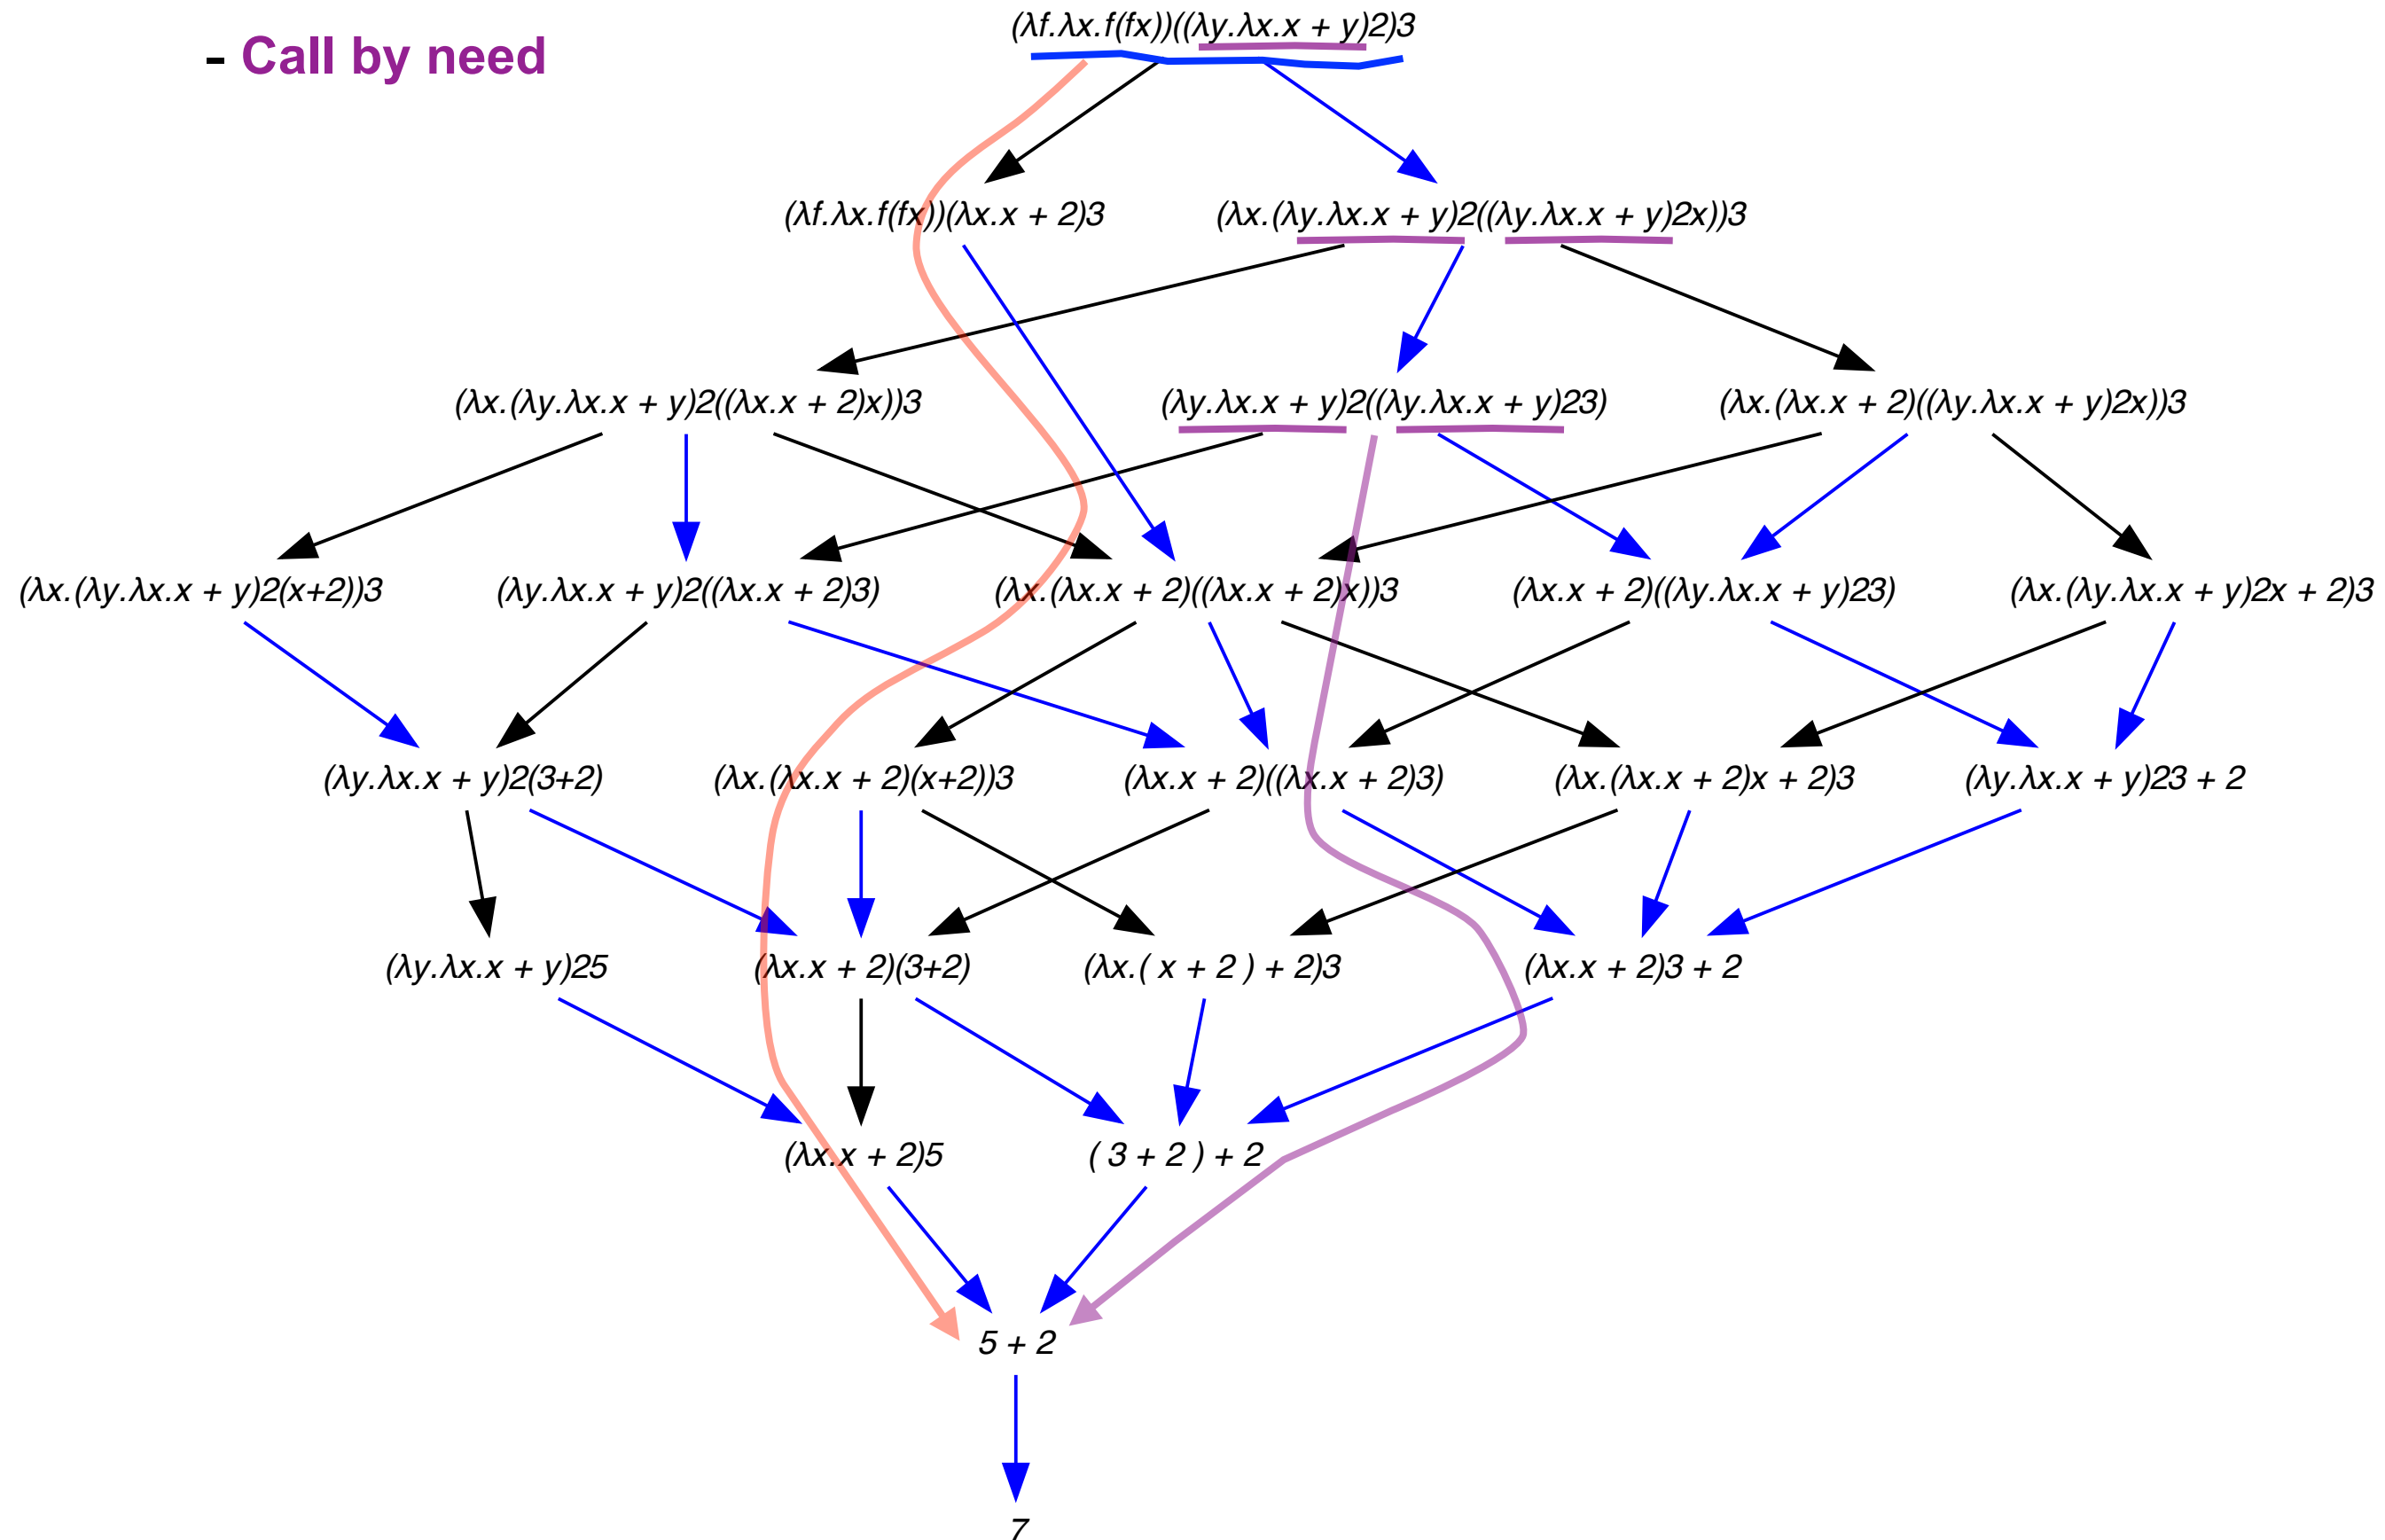 (λf.λx.f(fx))((λy.λx.x + y)2)3
- Call by need
(λf.λx.f(fx))(λx.x + 2)3
(λx.(λy.λx.x + y)2((λy.λx.x + y)2x))3
(λx.(λy.λx.x + y)2((λx.x + 2)x))3
(λy.λx.x + y)2((λy.λx.x + y)23)
(λx.(λx.x + 2)((λy.λx.x + y)2x))3
(λx.(λy.λx.x + y)2(x+2))3
(λy.λx.x + y)2((λx.x + 2)3)
(λx.(λx.x + 2)((λx.x + 2)x))3
(λx.x + 2)((λy.λx.x + y)23)
(λx.(λy.λx.x + y)2x + 2)3
(λy.λx.x + y)2(3+2)
(λx.(λx.x + 2)(x+2))3
(λx.x + 2)((λx.x + 2)3)
(λx.(λx.x + 2)x + 2)3
(λy.λx.x + y)23 + 2
(λy.λx.x + y)25
(λx.x + 2)(3+2)
(λx.( x + 2 ) + 2)3
(λx.x + 2)3 + 2
(λx.x + 2)5
( 3 + 2 ) + 2
5 + 2
7